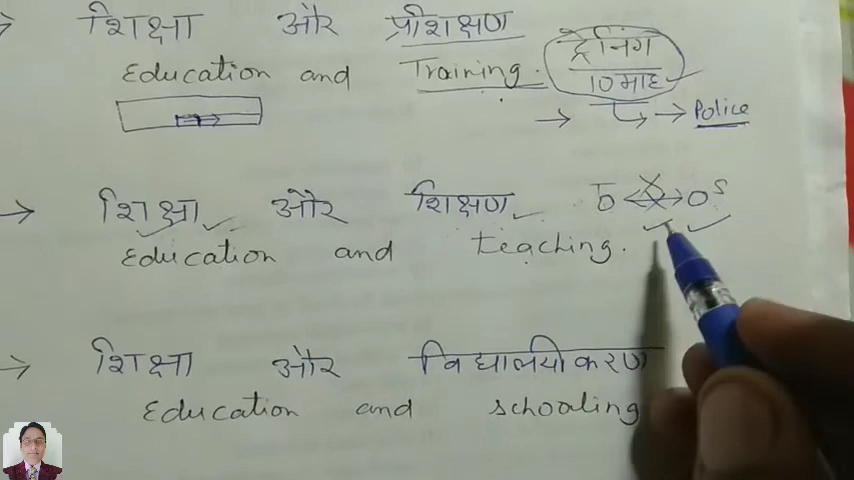 शिक्षा और प्रशिक्षण ट्रेनिंग
Education and Training. 10 माह
Police
शिक्षा और शिक्षण T S
Education and teaching.
शिक्षा और विद्यालयीकरण
Education and schooling